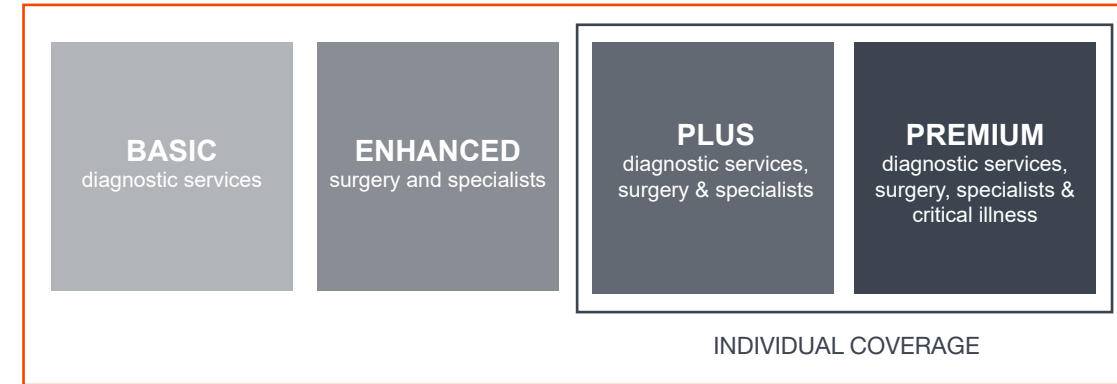 BASIC
diagnostic services
ENHANCED
surgery and specialists
PLUS
diagnostic services,
surgery & specialists
PREMIUM
diagnostic services,
surgery, specialists &
critical illness
INDIVIDUAL COVERAGE